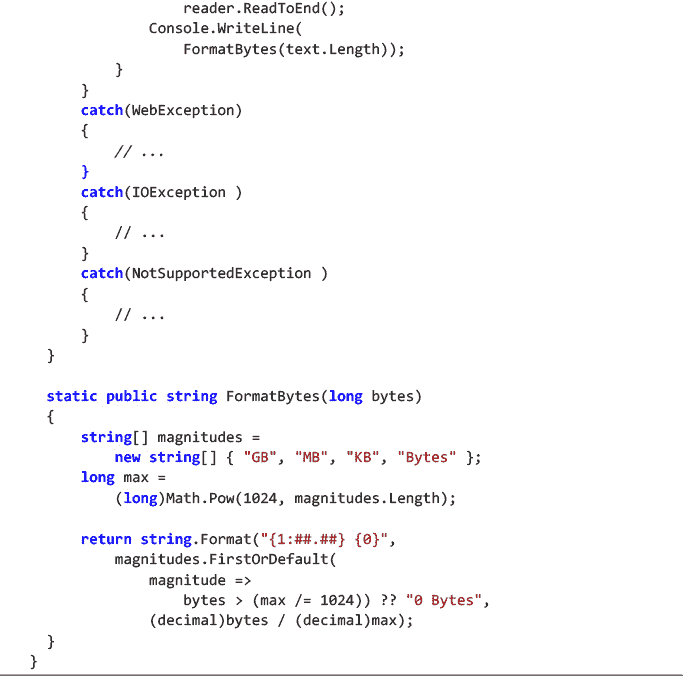 reader.ReadToEnd();
            Console.WriteLine(
                FormatBytes(text.Length));
        }
    }
    catch(WebException)
    {
        // ...
    }
    catch(IOException )
    {
        // ...
    }
    catch(NotSupportedException )
    {
        // ...
    }
}
static public string FormatBytes(long bytes)
{
    string[] magnitudes =
        new string[] { "GB", "MB", "KB", "Bytes" };
    long max =
        (long)Math.Pow(1024, magnitudes.Length);
    return string.Format("{1:##.##} {0}",
        magnitudes.FirstOrDefault(
            magnitude =>
                bytes > (max /= 1024)) ?? "0 Bytes",
            (decimal)bytes / (decimal)max);
}
}